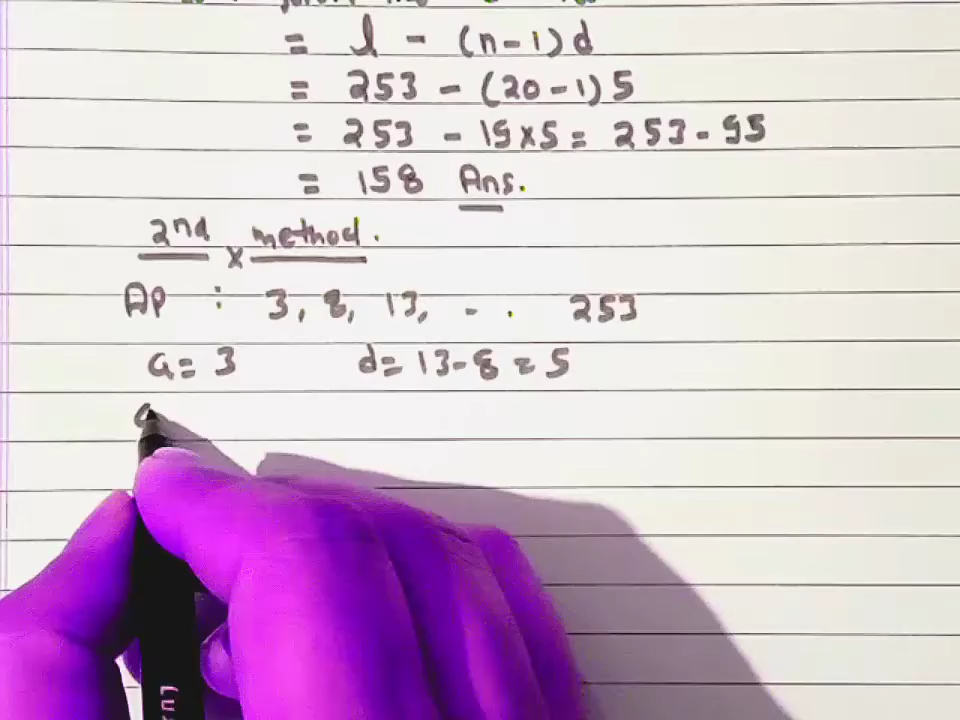 = l - (n-1)d
= 253 - (20-1)5
= 253 - 19×5 = 253-95
= 158 Ans.
2nd × method.
AP : 3, 8, 13, - . 253
a= 3 d= 13-8 = 5